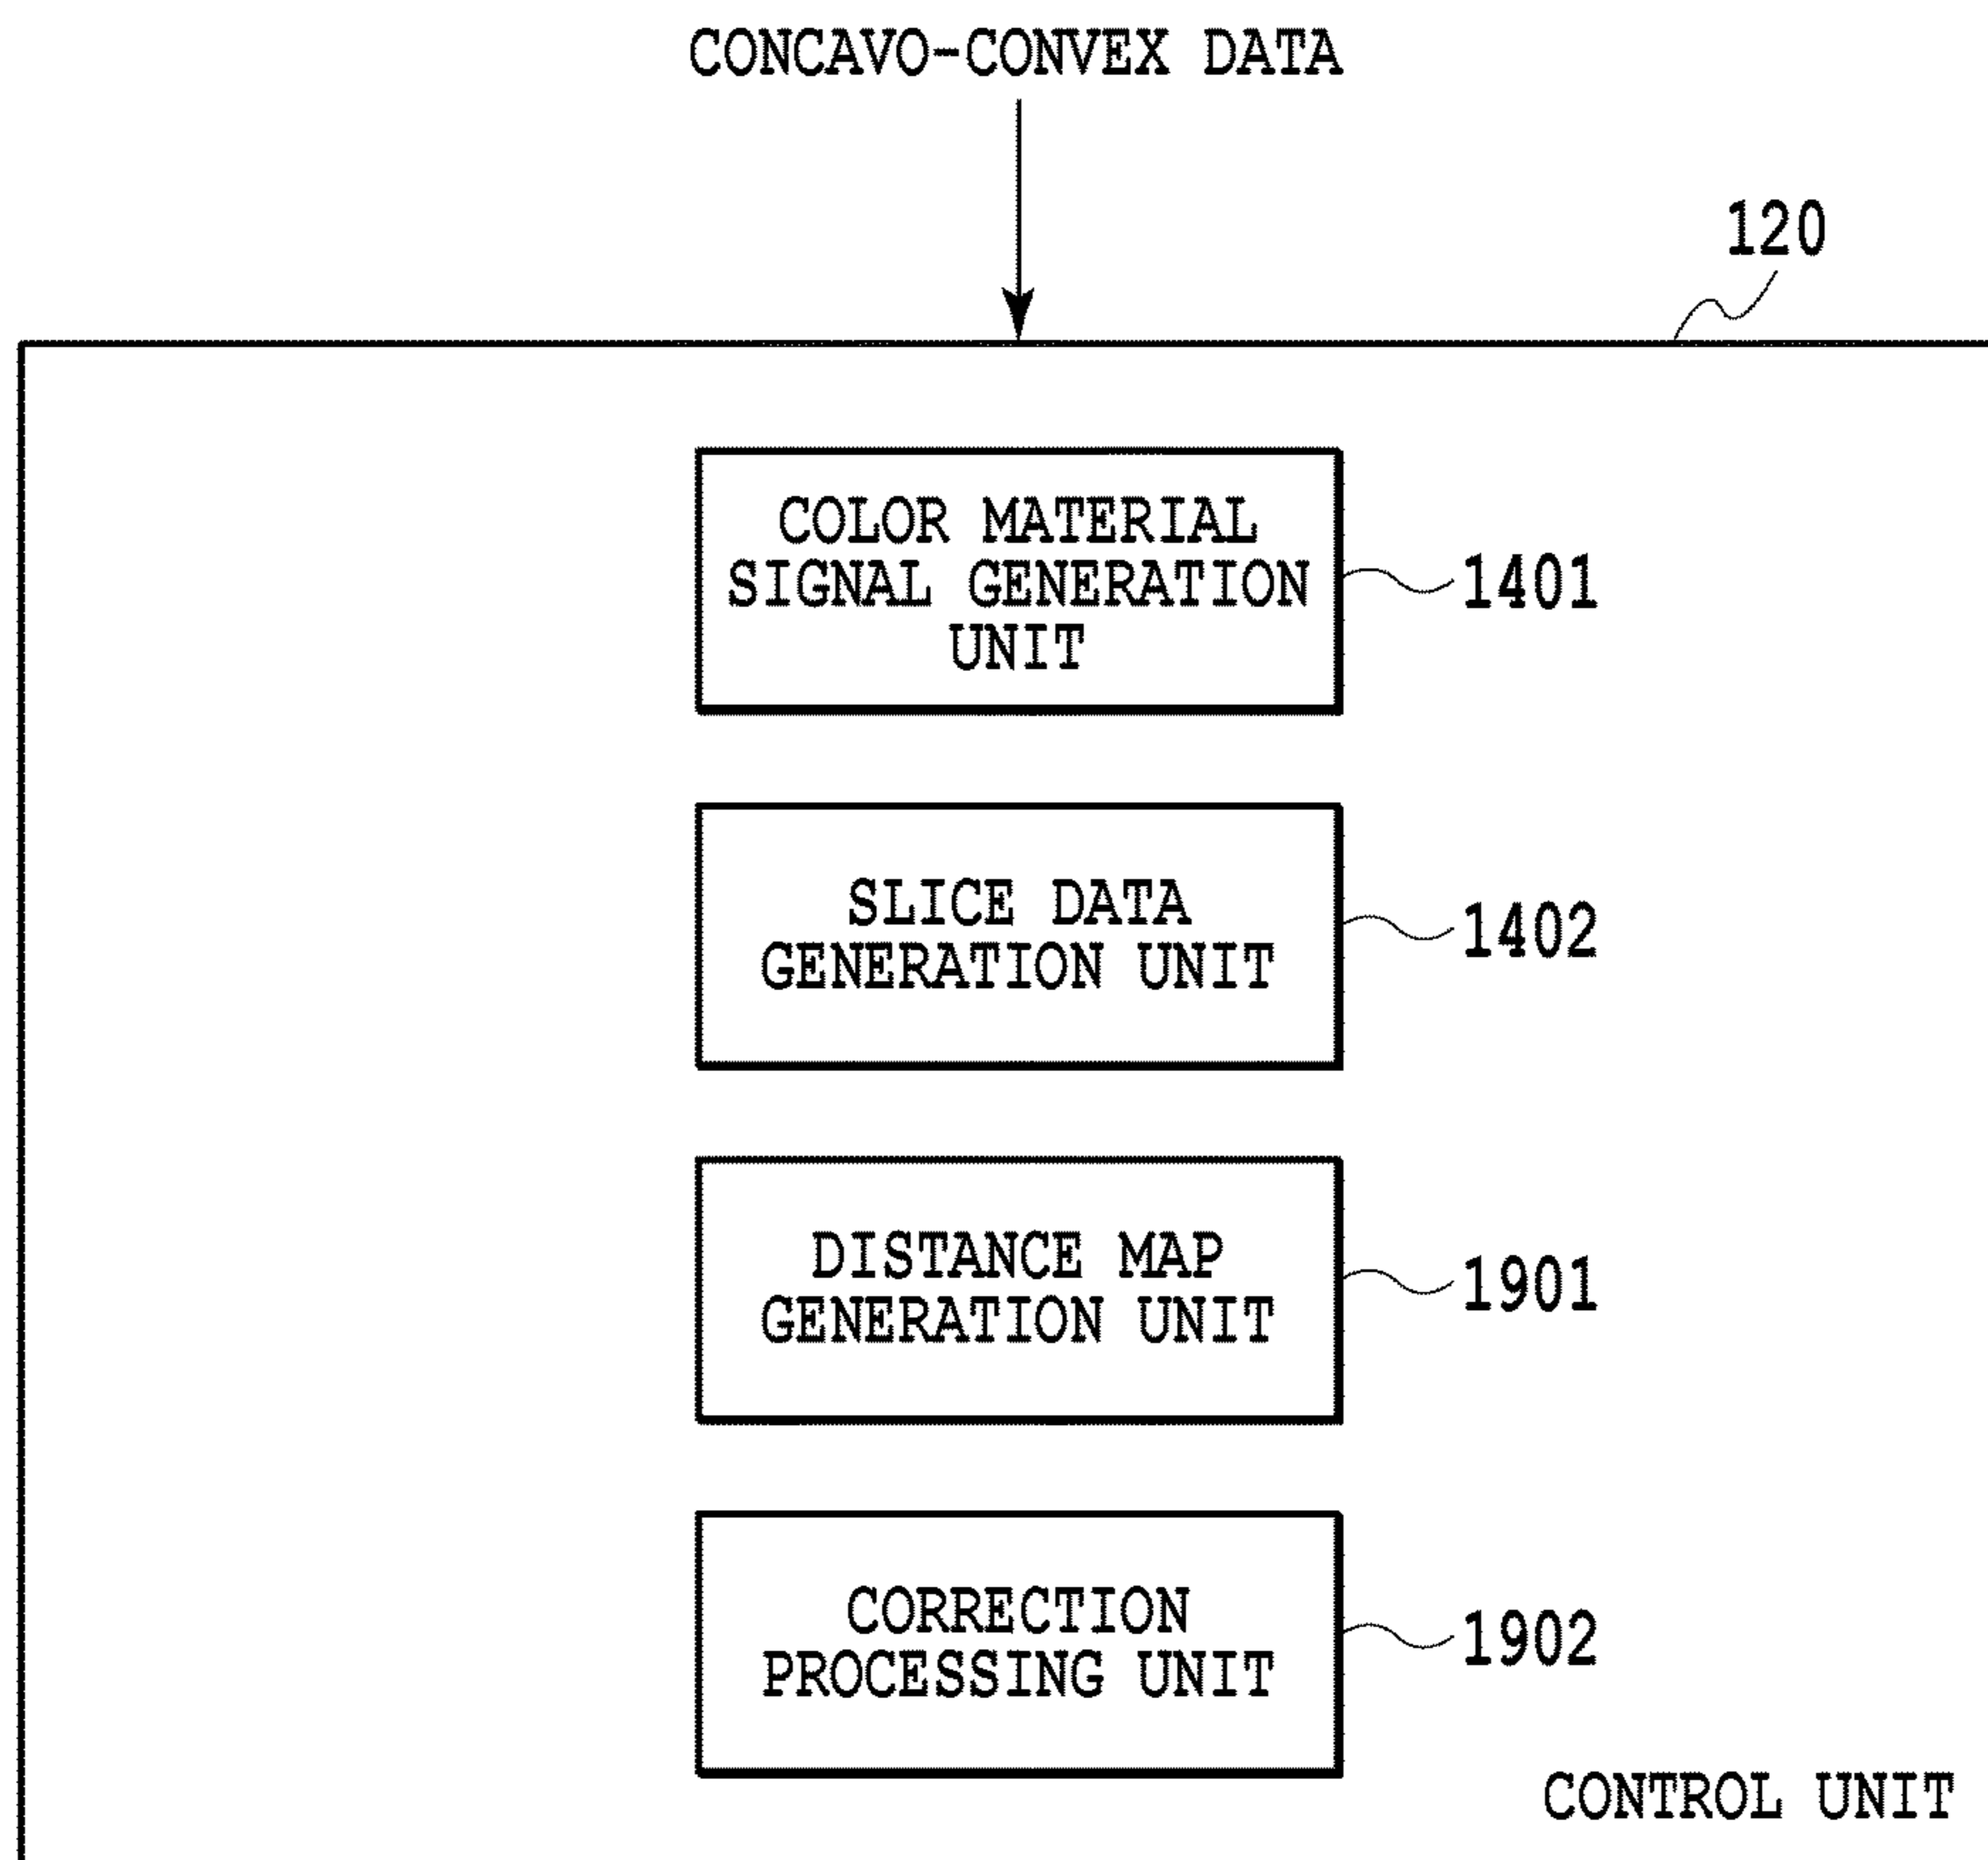 CONCAVO-CONVEX DATA
120
COLOR MATERIAL
SIGNAL GENERATION
UNIT
1401
SLICE DATA
GENERATION UNIT
1402
DISTANCE MAP
GENERATION UNIT
1901
CORRECTION
PROCESSING UNIT
1902
CONTROL UNIT